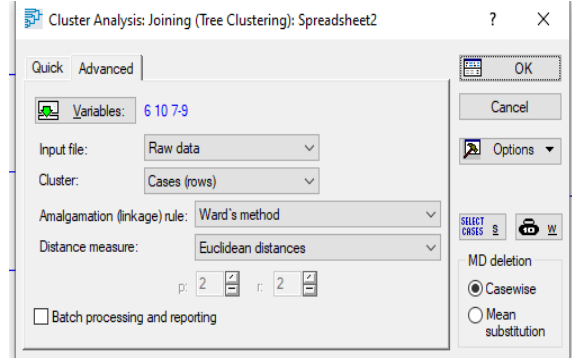 Cluster Analysis: Joining (Tree Clustering): Spreadsheet2 ? ×
Quick Advanced
OK
Variables: 6 10 7-9
Cancel
Input file: Raw data
Options
Cluster: Cases (rows)
Amalgamation (linkage) rule: Ward's method
SELECT CASES S W
Distance measure: Euclidean distances
MD deletion
p: 2 r: 2
Casewise
Batch processing and reporting
Mean
substitution